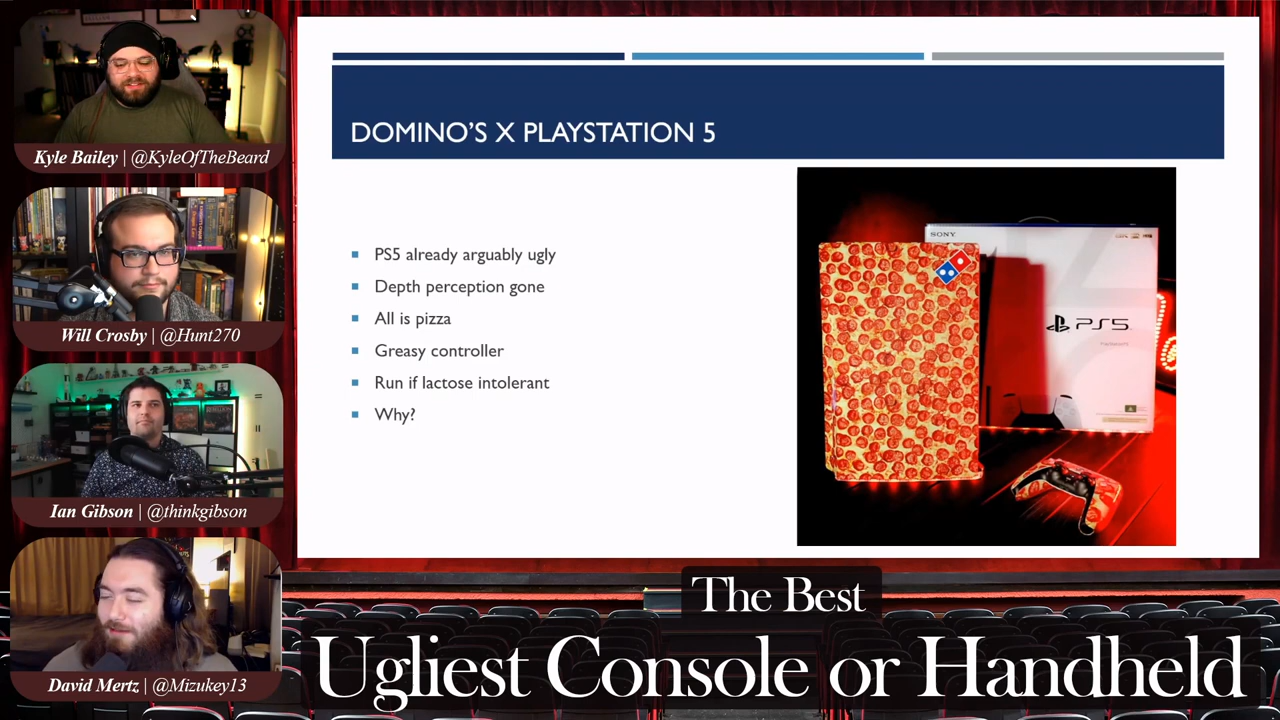 Kyle Bailey | @KyleOfTheBeard
Will Crosby | @Hunt270
Ian Gibson | @thinkgibson
David Mertz | @Mizukey13
DOMINO'S X PLAYSTATION 5
PS5 already arguably ugly
Depth perception gone
All is pizza
Greasy controller
Run if lactose intolerant
Why?
SONY
PS5
The Best
Ugliest Console or Handheld